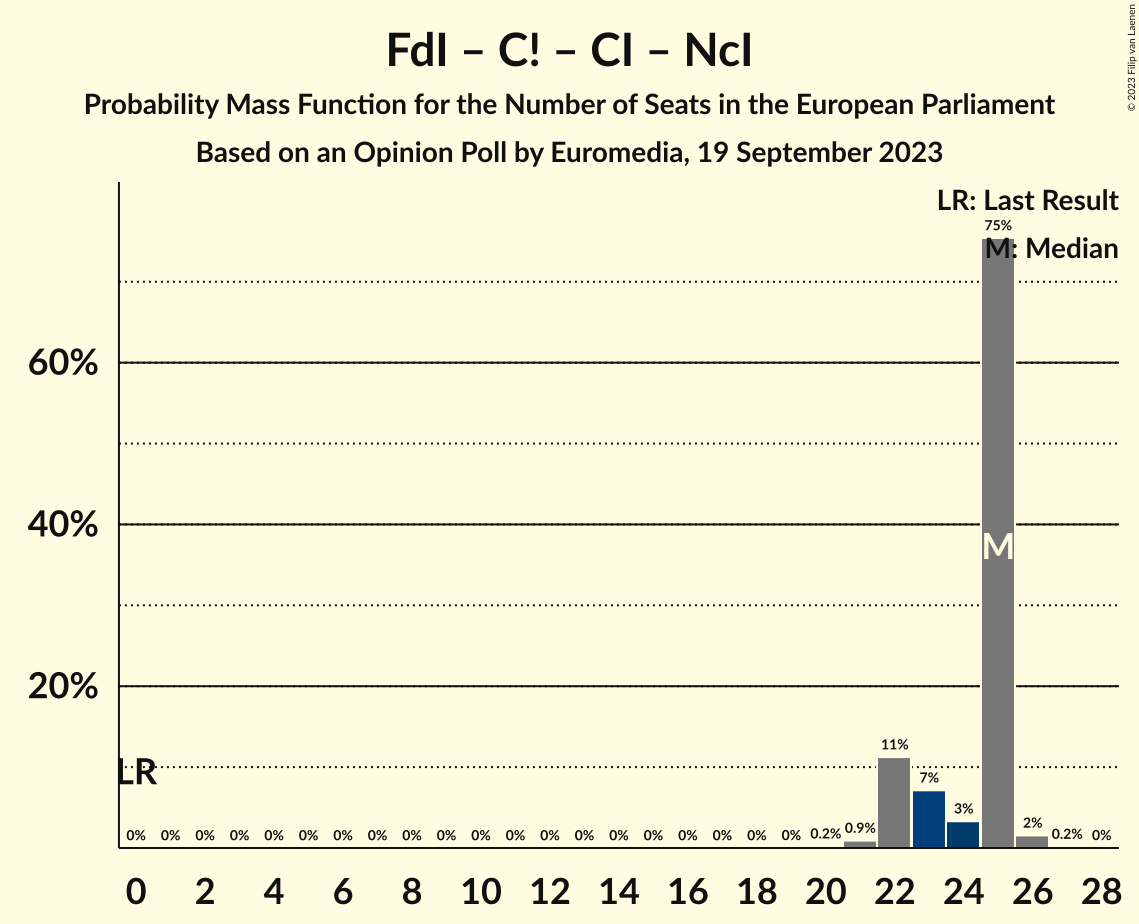 FdI – C! – CI – NcI
Probability Mass Function for the Number of Seats in the European Parliament
Based on an Opinion Poll by Euromedia, 19 September 2023
© 2023 Filip van Laenen
LR: Last Result
75%
M: Median
60%
40%
M
20%
11%
LR
7%
3%
0% 0% 0% 0% 0% 0% 0% 0% 0% 0% 0% 0% 0% 0% 0% 0% 0% 0% 0% 0% 0.2% 0.9% 2% 0.2% 0%
0 2 4 6 8 10 12 14 16 18 20 22 24 26 28